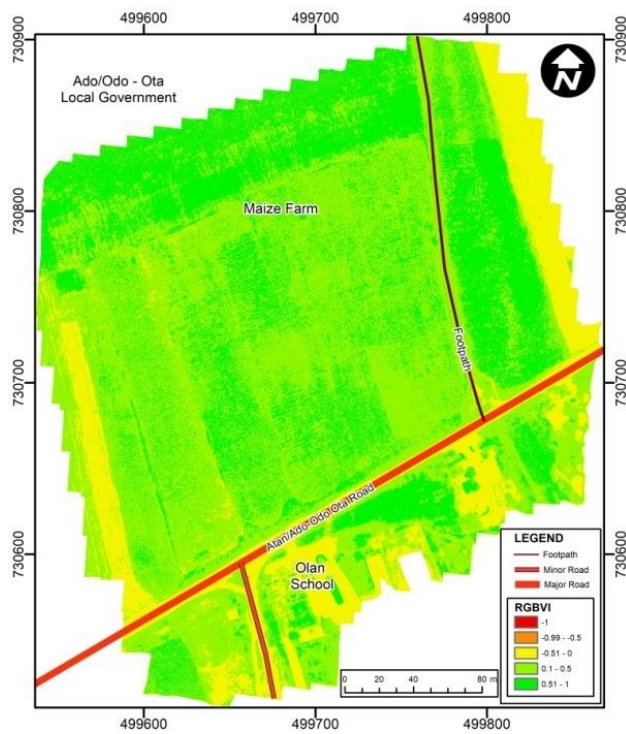 499600 499700 499800
730900
730900
Ado/Odo - Ota
Local Government
N
Maize Farm
730800
730800
Footpath
730700
730700
Atan/Ado-Odo Ota Road
730600
730600
Olan
School
LEGEND
Footpath
Minor Road
Major Road
RGBVI
-1
-0.99 - -0.5
-0.51 - 0
0.1 - 0.5
0.51 - 1
0 20 40 80 m
499600 499700 499800